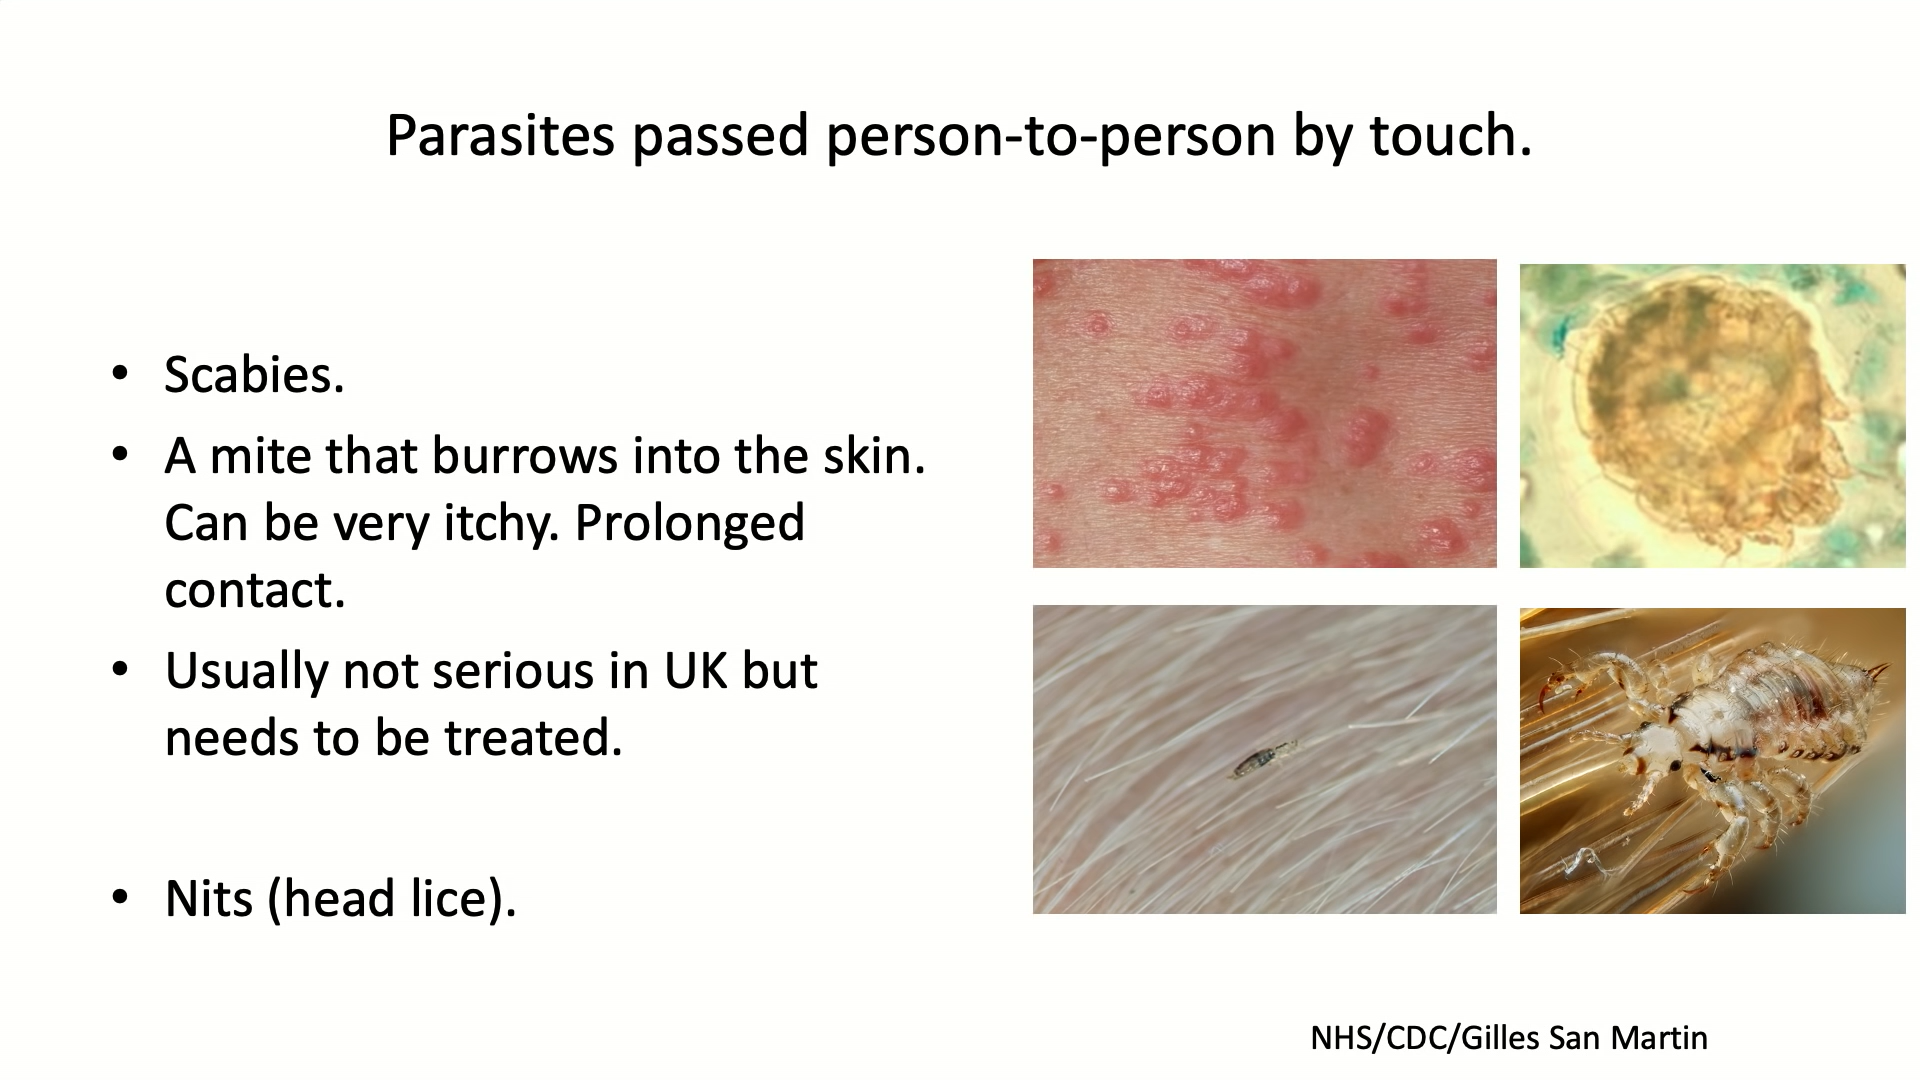 Parasites passed person-to-person by touch.
• Scabies.
• A mite that burrows into the skin.
Can be very itchy. Prolonged
contact.
• Usually not serious in UK but
needs to be treated.
• Nits (head lice).
NHS/CDC/Gilles San Martin